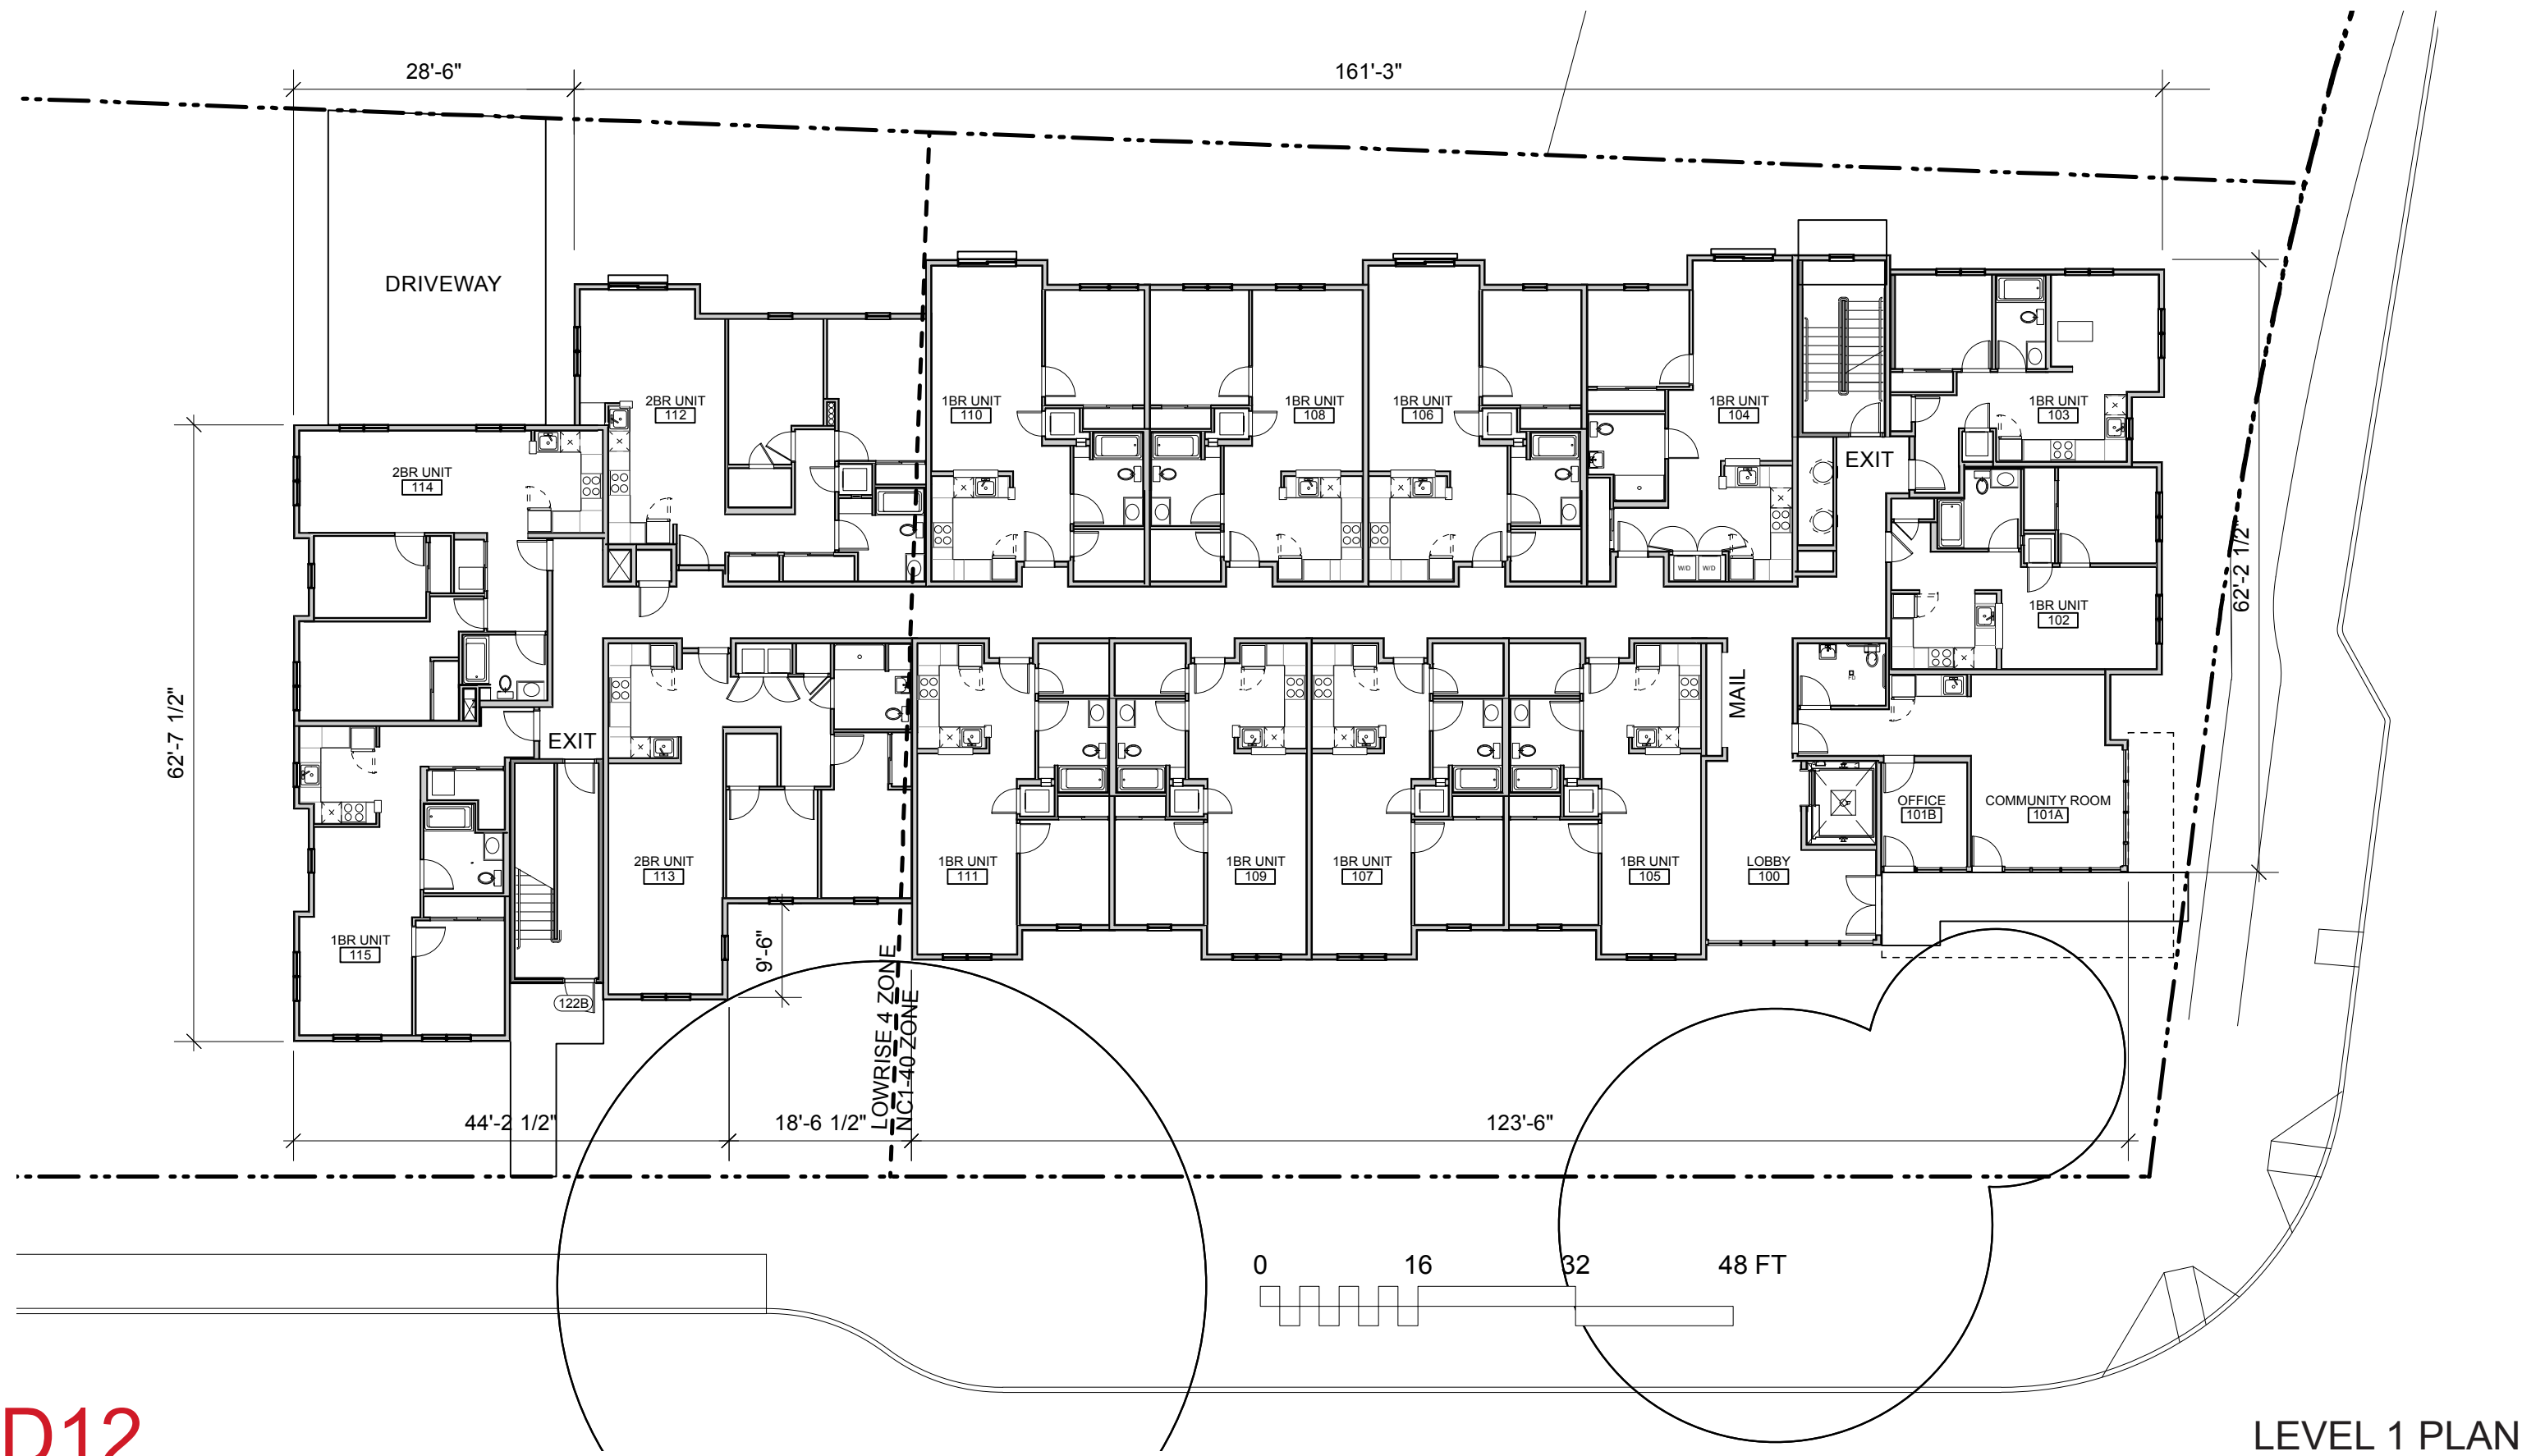 28'-6"
161'-3"
DRIVEWAY
2BR UNIT
112
1BR UNIT
110
1BR UNIT
108
1BR UNIT
106
1BR UNIT
104
1BR UNIT
103
EXIT
2BR UNIT
114
W/D
W/D
62'-2 1/2"
1BR UNIT
102
62'-7 1/2"
MAIL
EXIT
OFFICE
101B
COMMUNITY ROOM
101A
2BR UNIT
113
1BR UNIT
111
1BR UNIT
109
1BR UNIT
107
1BR UNIT
105
LOBBY
100
1BR UNIT
115
9'-6"
122B
LOWRISE 4 ZONE
NC1-40 ZONE
44'-2 1/2"
18'-6 1/2"
123'-6"
0 16 32 48 FT
D12
LEVEL 1 PLAN